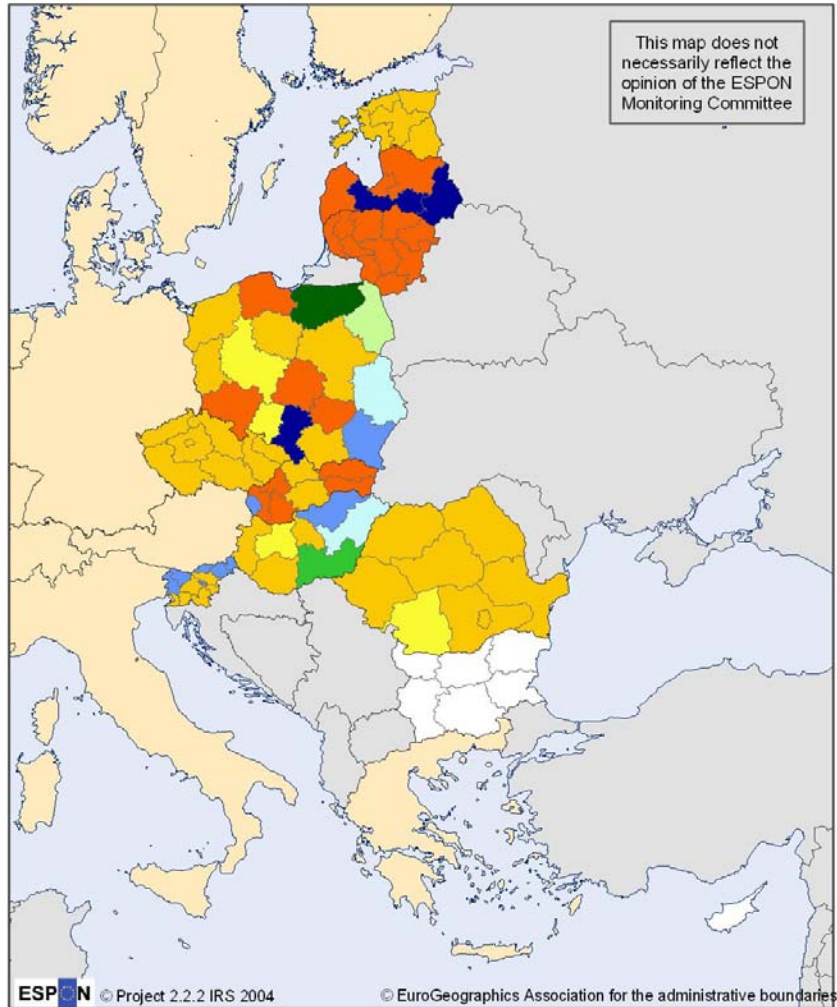 This map does not
necessarily reflect the
opinion of the ESPON
Monitoring Committee
ESPON © Project 2.2.2 IRS 2004
© EuroGeographics Association for the administrative boundaries